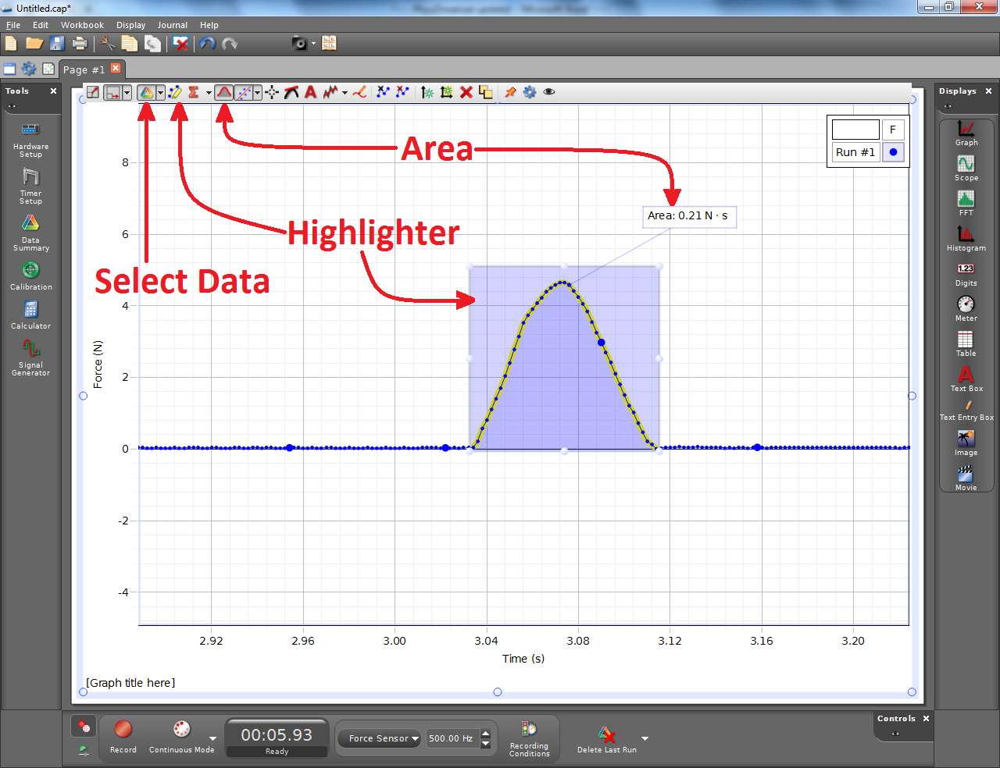 Untitled.cap*
File Edit Workbook Display Journal Help
Page #1
Tools
Displays
Hardware
Setup
Timer
Setup
Data
Summary
Calibration
Calculator
Signal
Generator
Area
Highlighter
Select Data
F
Run #1
Area: 0.21 N · s
8
6
4
2
0
-2
-4
Force (N)
2.92 2.96 3.00 3.04 3.08 3.12 3.16 3.20
Time (s)
[Graph title here]
Graph
Scope
FFT
Histogram
1.23
Digits
Meter
Table
Text Box
Text Entry Box
Image
Movie
Controls
Record
Continuous Mode
00:05.93
Ready
Force Sensor
500.00 Hz
Recording
Conditions
Delete Last Run